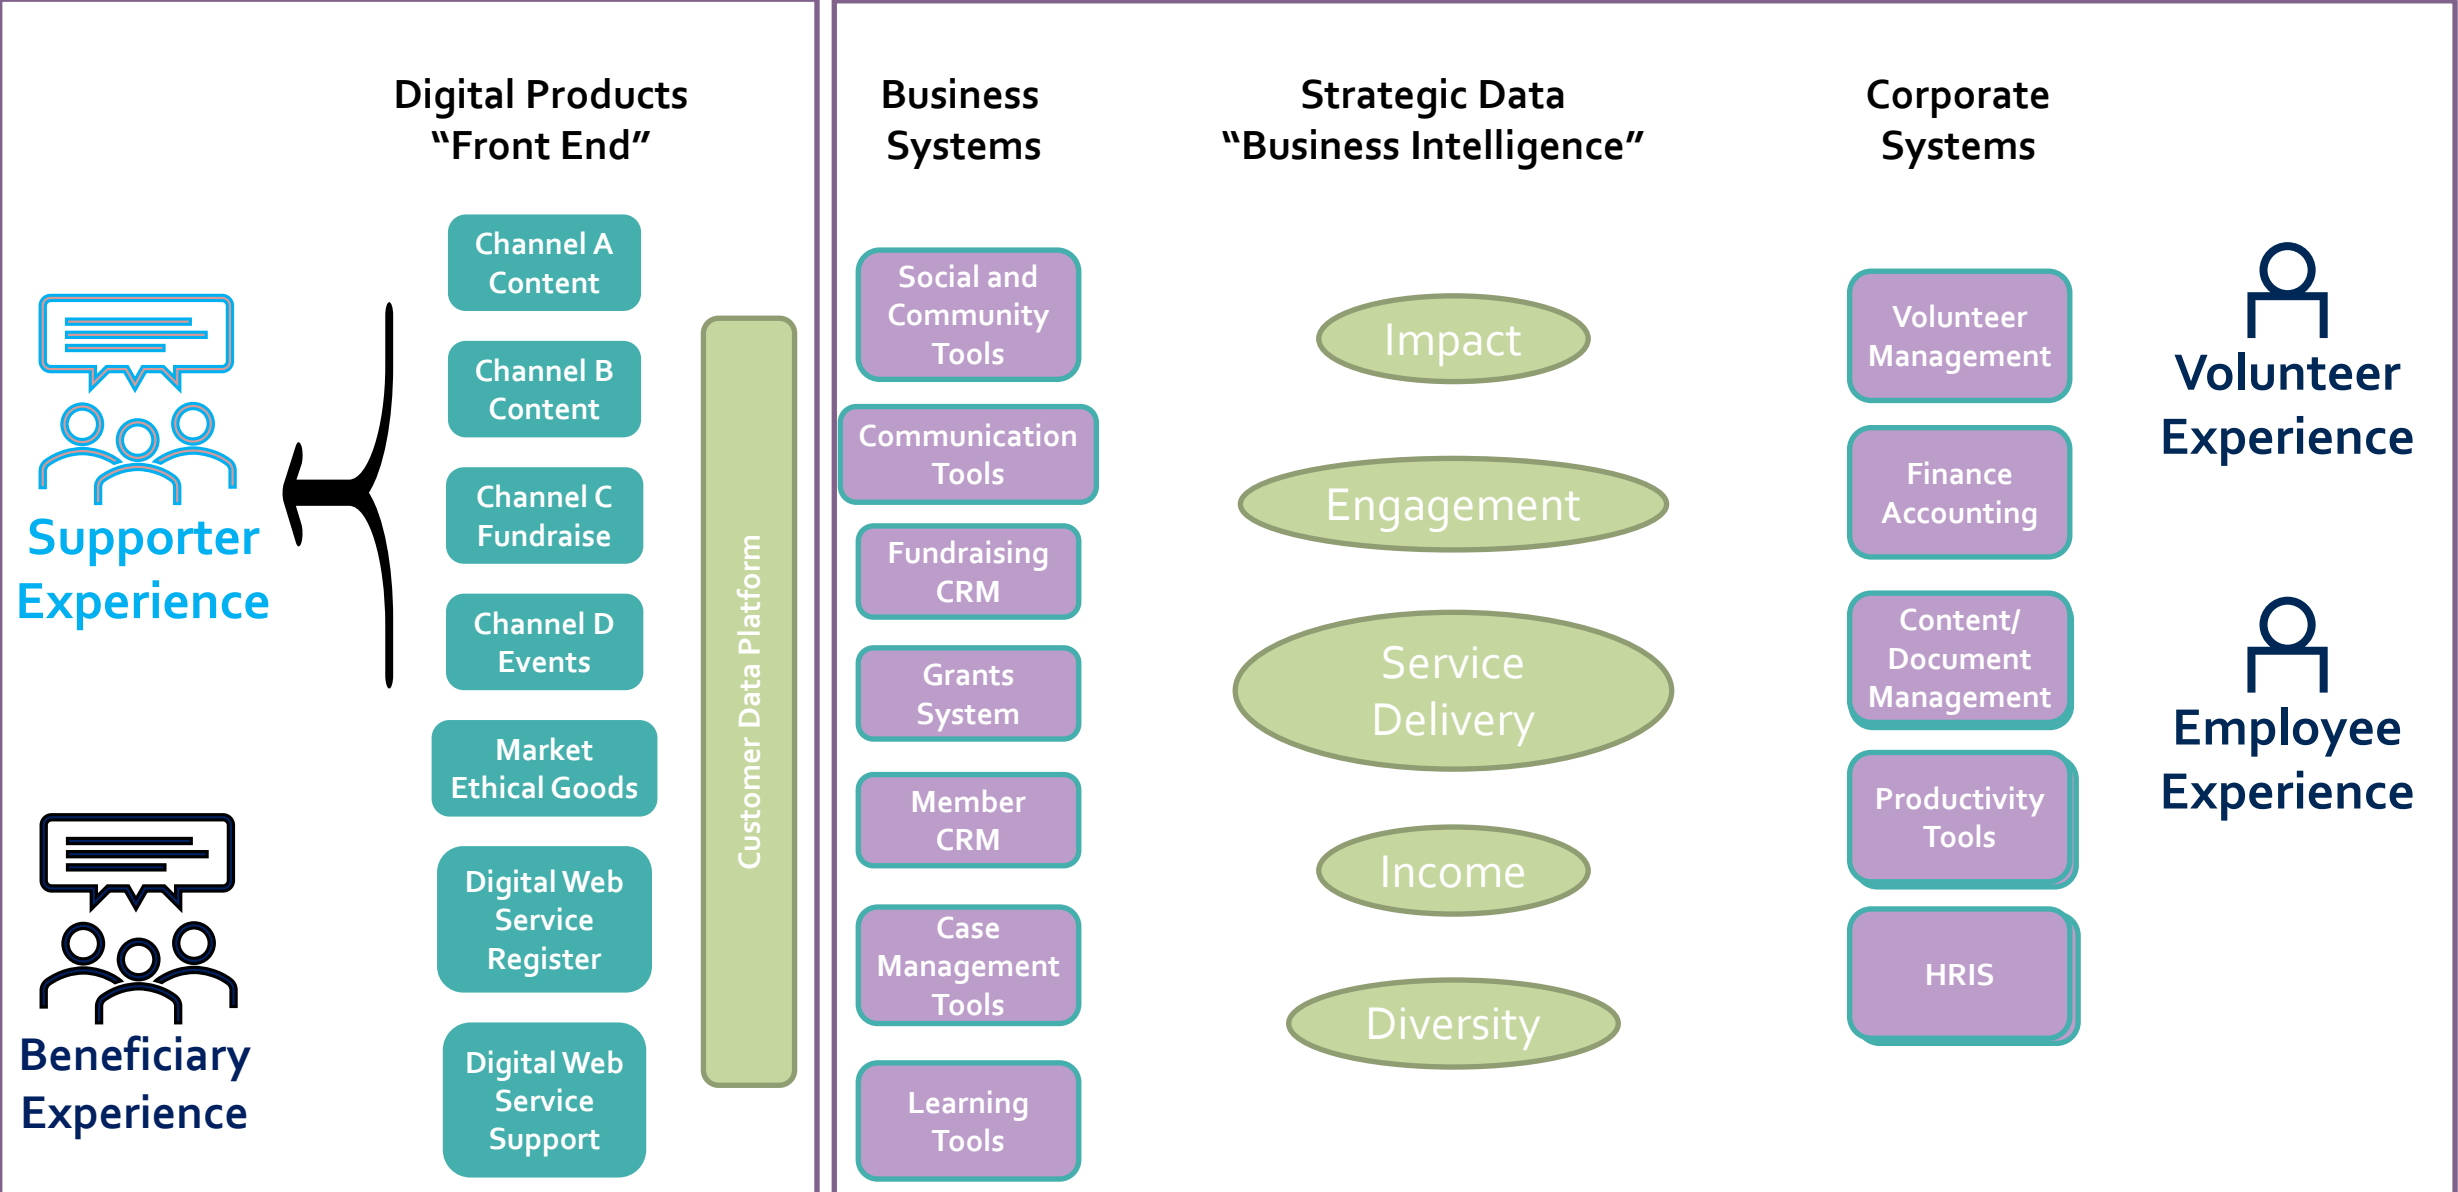 Digital Products
“Front End”
Business
Systems
Strategic Data
“Business Intelligence”
Corporate
Systems
Supporter
Experience
Beneficiary
Experience
Channel A
Content
Channel B
Content
Channel C
Fundraise
Channel D
Events
Market
Ethical Goods
Digital Web
Service
Register
Digital Web
Service
Support
Customer Data Platform
Social and
Community
Tools
Communication
Tools
Fundraising
CRM
Grants
System
Member
CRM
Case
Management
Tools
Learning
Tools
Impact
Engagement
Service
Delivery
Income
Diversity
Volunteer
Management
Finance
Accounting
Content/
Document
Management
Productivity
Tools
HRIS
Volunteer
Experience
Employee
Experience